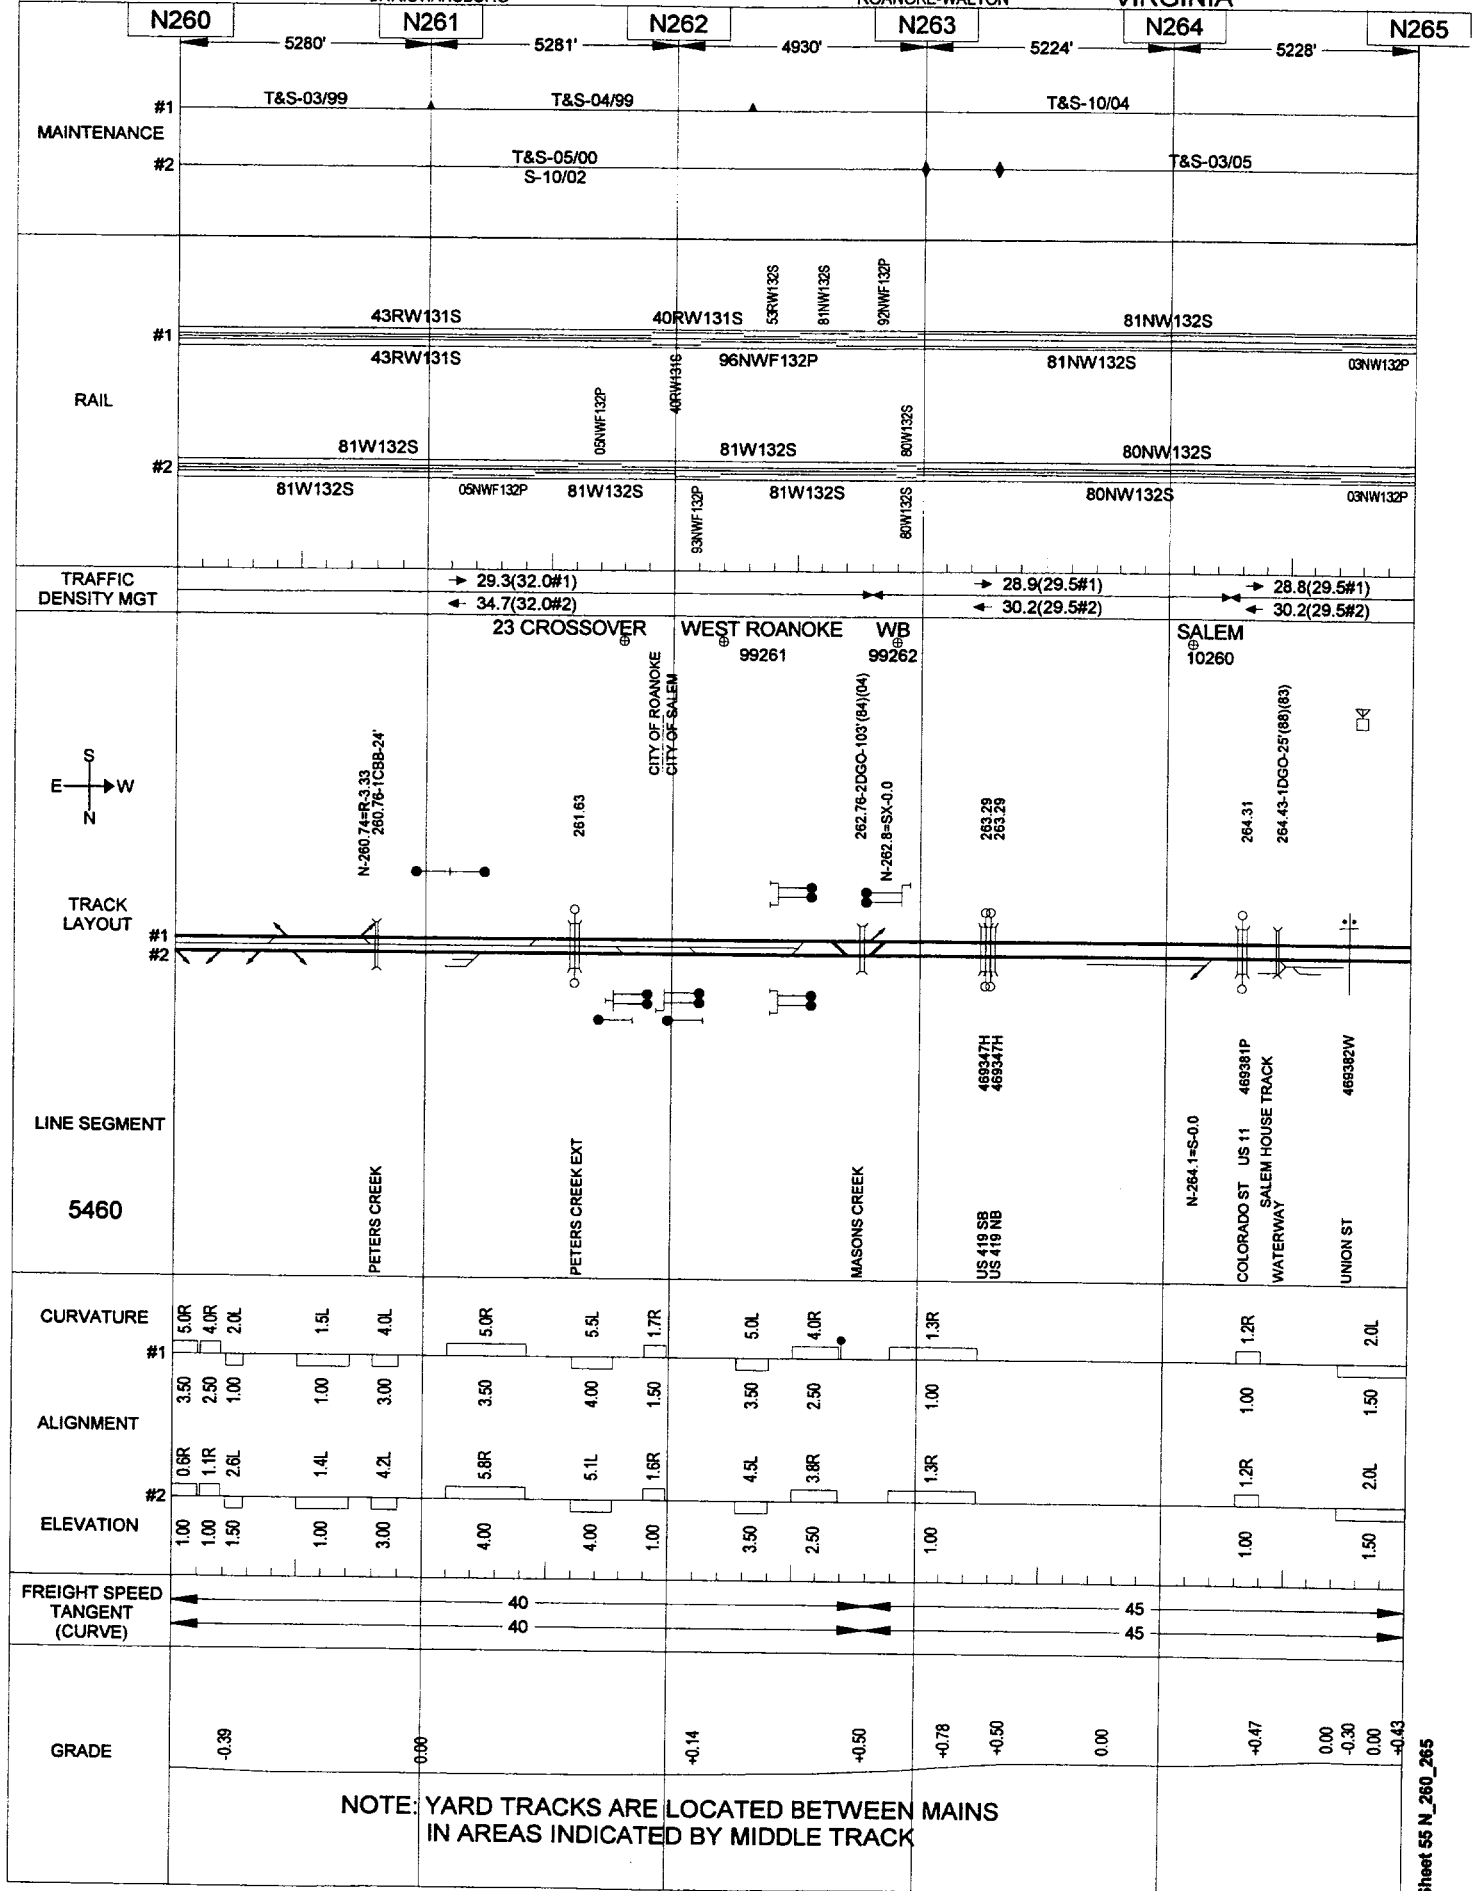 VIRGINIA
N260 N261 N262 N263 N264 N265
5280' 5281' 4930' 5224' 5228'
MAINTENANCE
#1 T&S-03/99 T&S-04/99 T&S-10/04
#2 T&S-05/00 T&S-03/05
S-10/02
RAIL
53RW132S 81NW132S 92NWF132P
43RW131S 40RW131S 81NW132S
#1
43RW131S 40RW131S 96NWF132P 81NW132S 03NW132P
05NWF132P 80W132S
81W132S 81W132S 80NW132S
#2
81W132S 05NWF132P 81W132S 93NWF132P 81W132S 80W132S 80NW132S 03NW132P
TRAFFIC
DENSITY MGT
29.3(32.0#1) 28.9(29.5#1) 28.8(29.5#1)
34.7(32.0#2) 30.2(29.5#2) 30.2(29.5#2)
23 CROSSOVER WEST ROANOKE WB SALEM
99261 99262 10260
CITY OF ROANOKE
CITY OF SALEM
S
E W
N
N-260.74=R-3.33
260.76-1CBB-24'
261.63
262.76-2DGO-103'(84)(04)
N-262.8=SX-0.0
263.29
263.29
264.31
264.43-1DGO-25'(88)(83)
TRACK
LAYOUT
#1
#2
469347H
469347H
469381P
469382W
LINE SEGMENT
5460
PETERS CREEK
PETERS CREEK EXT
MASONS CREEK
US 419 SB
US 419 NB
N-264.1=S-0.0
COLORADO ST US 11
SALEM HOUSE TRACK
WATERWAY
UNION ST
CURVATURE
5.0R 4.0R 2.0L 1.5L 4.0L 5.0R 5.5L 1.7R 5.0L 4.0R 1.3R 1.2R 2.0L
#1
3.50 2.50 1.00 1.00 3.00 3.50 4.00 1.50 3.50 2.50 1.00 1.00 1.50
ALIGNMENT
0.6R 1.1R 2.6L 1.4L 4.2L 5.8R 5.1L 1.6R 4.5L 3.8R 1.3R 1.2R 2.0L
#2
ELEVATION
1.00 1.00 1.50 1.00 3.00 4.00 4.00 1.00 3.50 2.50 1.00 1.00 1.50
FREIGHT SPEED
TANGENT
(CURVE)
40 45
40 45
GRADE
-0.39 0.00 +0.14 +0.50 +0.78 +0.50 0.00 +0.47 0.00 -0.30 0.00 +0.43
NOTE: YARD TRACKS ARE LOCATED BETWEEN MAINS
IN AREAS INDICATED BY MIDDLE TRACK
55 N_260_265